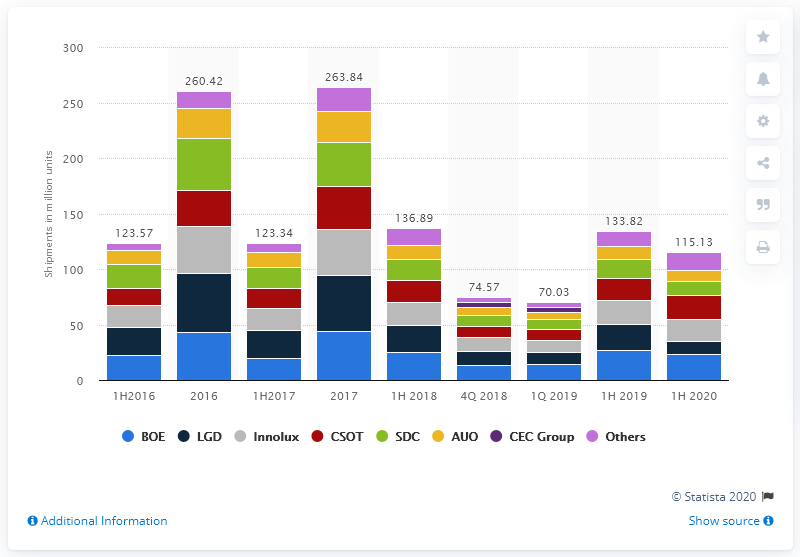 Shipments in million units
300
250
200
150
100
50
0
123.57
260.42
123.34
263.84
136.89
74.57
70.03
133.82
115.13
1H2016
2016
1H2017
2017
1H 2018
4Q 2018
1Q 2019
1H 2019
1H 2020
BOE LGD Innolux CSOT SDC AUO CEC Group Others
© Statista 2020
Additional Information
Show source